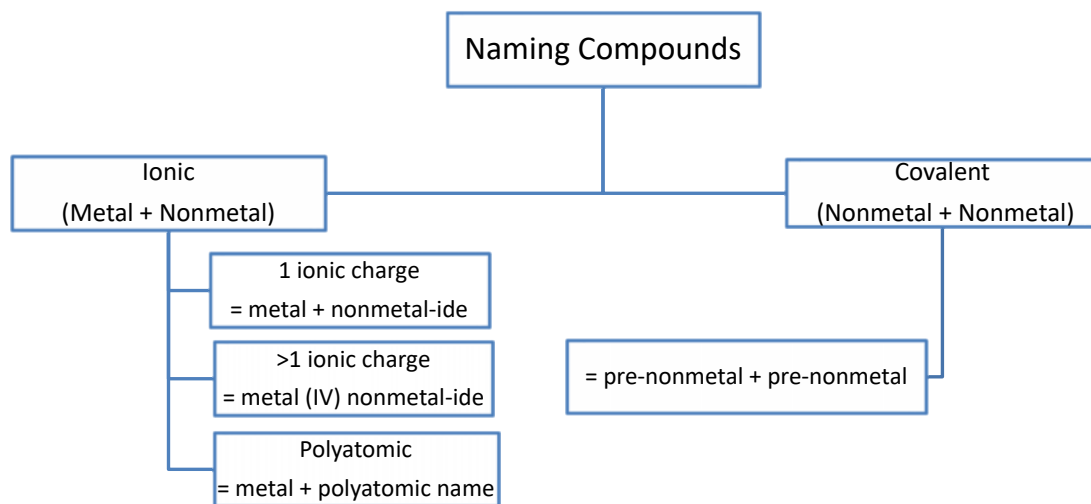 Naming Compounds
Ionic
(Metal + Nonmetal)
Covalent
(Nonmetal + Nonmetal)
1 ionic charge
= metal + nonmetal-ide
>1 ionic charge
= metal (IV) nonmetal-ide
= pre-nonmetal + pre-nonmetal
Polyatomic
= metal + polyatomic name